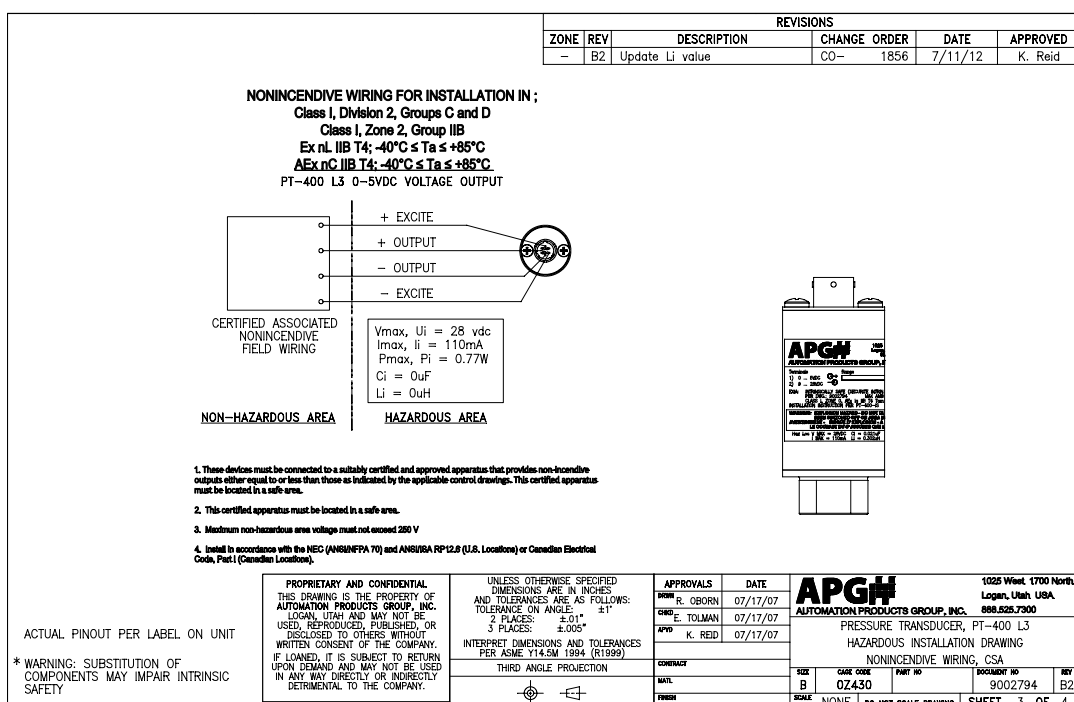 REVISIONS
ZONE REV DESCRIPTION CHANGE ORDER DATE APPROVED
– B2 Update Li value CO– 1856 7/11/12 K. Reid
NONINCENDIVE WIRING FOR INSTALLATION IN ;
Class I, Division 2, Groups C and D
Class I, Zone 2, Group IIB
Ex nL IIB T4; -40°C ≤ Ta ≤ +85°C
AEx nC IIB T4; -40°C ≤ Ta ≤ +85°C
PT-400 L3 0-5VDC VOLTAGE OUTPUT
+ EXCITE
+ OUTPUT
– OUTPUT
– EXCITE
CERTIFIED ASSOCIATED
NONINCENDIVE
FIELD WIRING
Vmax, Ui = 28 vdc
Imax, Ii = 110mA
Pmax, Pi = 0.77W
Ci = 0uF
Li = 0uH
NON-HAZARDOUS AREA HAZARDOUS AREA
APG
AUTOMATION PRODUCTS GROUP,
1. These devices must be connected to a suitably certified and approved apparatus that provides non-incendive
outputs either equal to or less than those as indicated by the applicable control drawings. This certified apparatus
must be located in a safe area.
2. This certified apparatus must be located in a safe area.
3. Maximum non-hazardous area voltage must not exceed 250 V
4. Install in accordance with the NEC (ANSI/NFPA 70) and ANSI/ISA RP12.6 (U.S. Locations) or Canadian Electrical
Code, Part I (Canadian Locations).
ACTUAL PINOUT PER LABEL ON UNIT
* WARNING: SUBSTITUTION OF
COMPONENTS MAY IMPAIR INTRINSIC
SAFETY
PROPRIETARY AND CONFIDENTIAL
THIS DRAWING IS THE PROPERTY OF
AUTOMATION PRODUCTS GROUP, INC.
LOGAN, UTAH AND MAY NOT BE
USED, REPRODUCED, PUBLISHED, OR
DISCLOSED TO OTHERS WITHOUT
WRITTEN CONSENT OF THE COMPANY.
IF LOANED, IT IS SUBJECT TO RETURN
UPON DEMAND AND MAY NOT BE USED
IN ANY WAY DIRECTLY OR INDIRECTLY
DETRIMENTAL TO THE COMPANY.
UNLESS OTHERWISE SPECIFIED
DIMENSIONS ARE IN INCHES
AND TOLERANCES ARE AS FOLLOWS:
TOLERANCE ON ANGLE: ±1°
2 PLACES: ±.01"
3 PLACES: ±.005"
INTERPRET DIMENSIONS AND TOLERANCES
PER ASME Y14.5M 1994 (R1999)
THIRD ANGLE PROJECTION
APPROVALS DATE
DRWN R. OBORN 07/17/07
CHKD E. TOLMAN 07/17/07
APVD K. REID 07/17/07
CONTRACT
MATL
FINISH
APG
AUTOMATION PRODUCTS GROUP, INC.
1025 West 1700 North,
Logan, Utah USA
888.525.7300
PRESSURE TRANSDUCER, PT-400 L3
HAZARDOUS INSTALLATION DRAWING
NONINCENDIVE WIRING, CSA
SIZE CAGE CODE PART NO DOCUMENT NO REV
B 0Z430 9002794 B2
SCALE NONE DO NOT SCALE DRAWING SHEET 3 OF 4